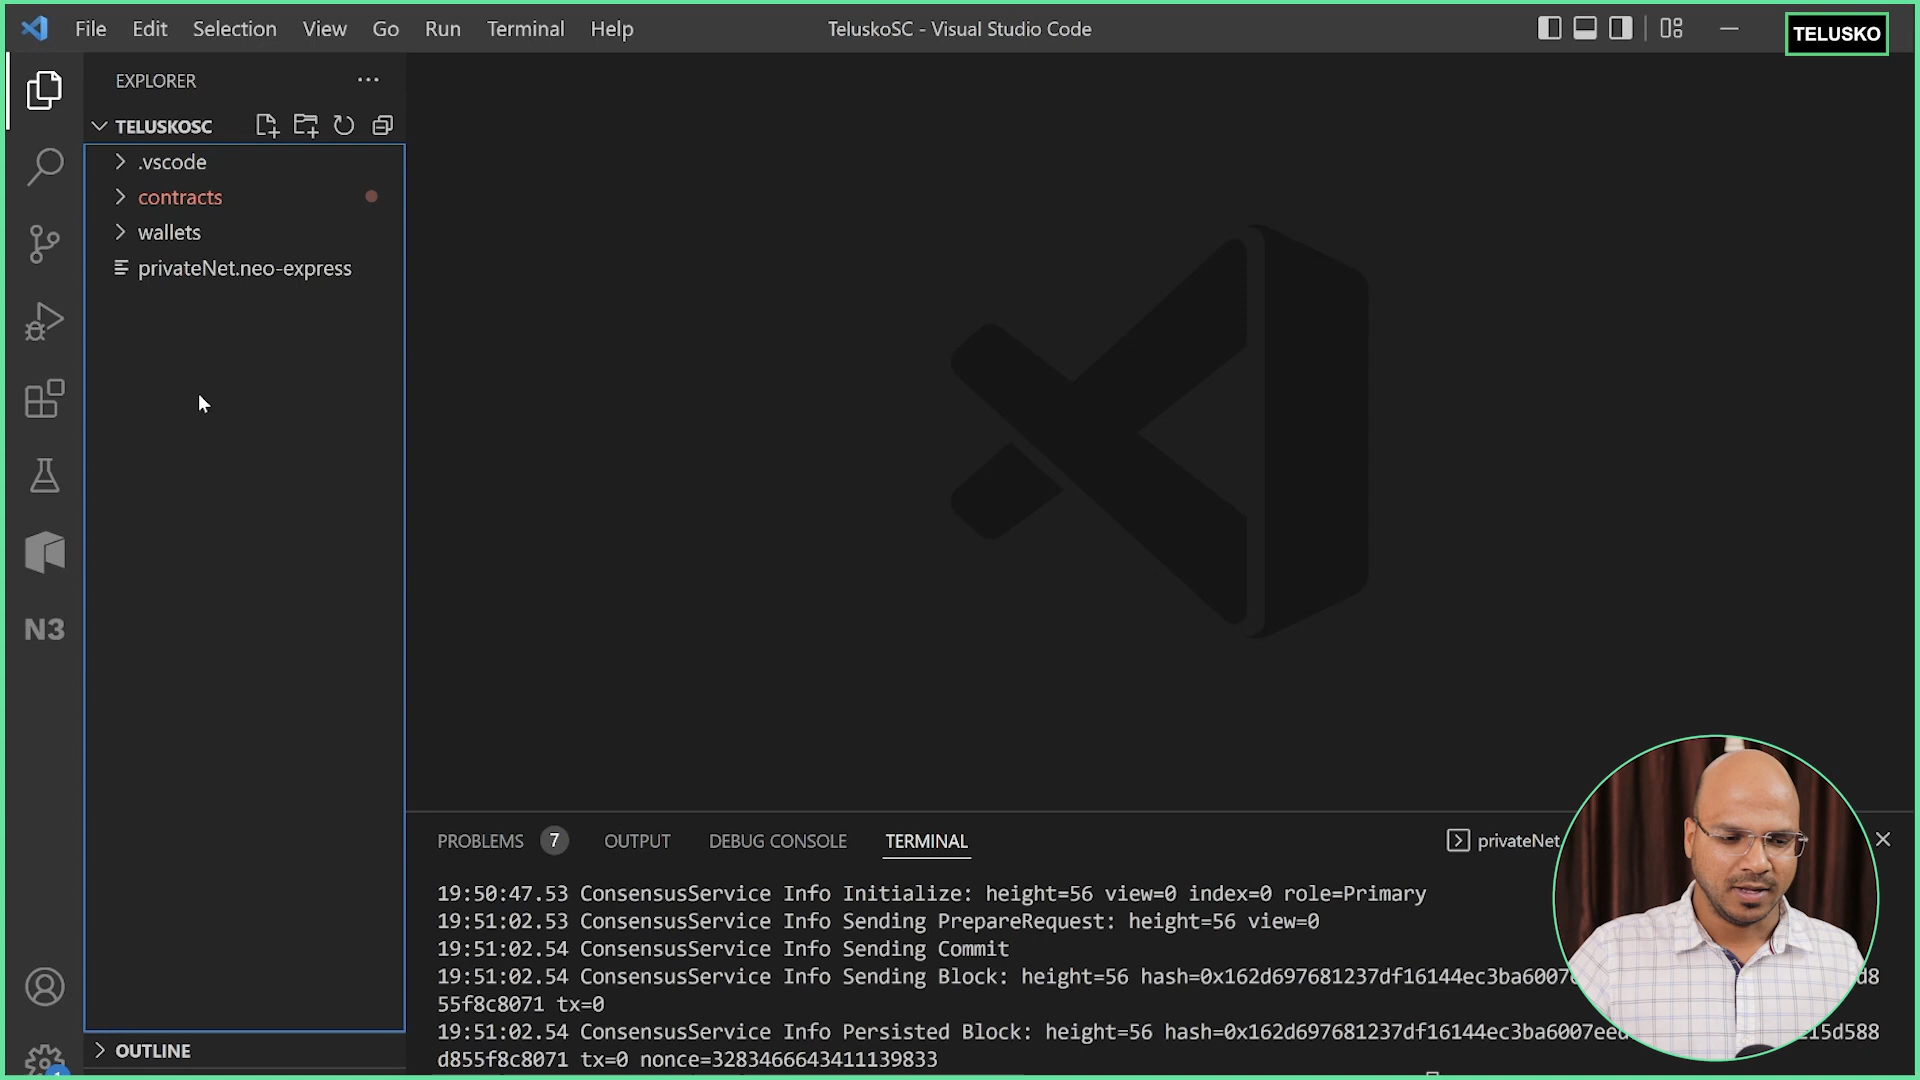 File Edit Selection View Go Run Terminal Help
TeluskoSC - Visual Studio Code
TELUSKO
EXPLORER
TELUSKOSC
.vscode
contracts
wallets
privateNet.neo-express
N3
OUTLINE
PROBLEMS 7 OUTPUT DEBUG CONSOLE TERMINAL
privateNet
19:50:47.53 ConsensusService Info Initialize: height=56 view=0 index=0 role=Primary
19:51:02.53 ConsensusService Info Sending PrepareRequest: height=56 view=0
19:51:02.54 ConsensusService Info Sending Commit
19:51:02.54 ConsensusService Info Sending Block: height=56
55f8c8071 tx=0
19:51:02.54 ConsensusService Info Persisted Block: height=56
d855f8c8071 tx=0 nonce=3283466643411139833